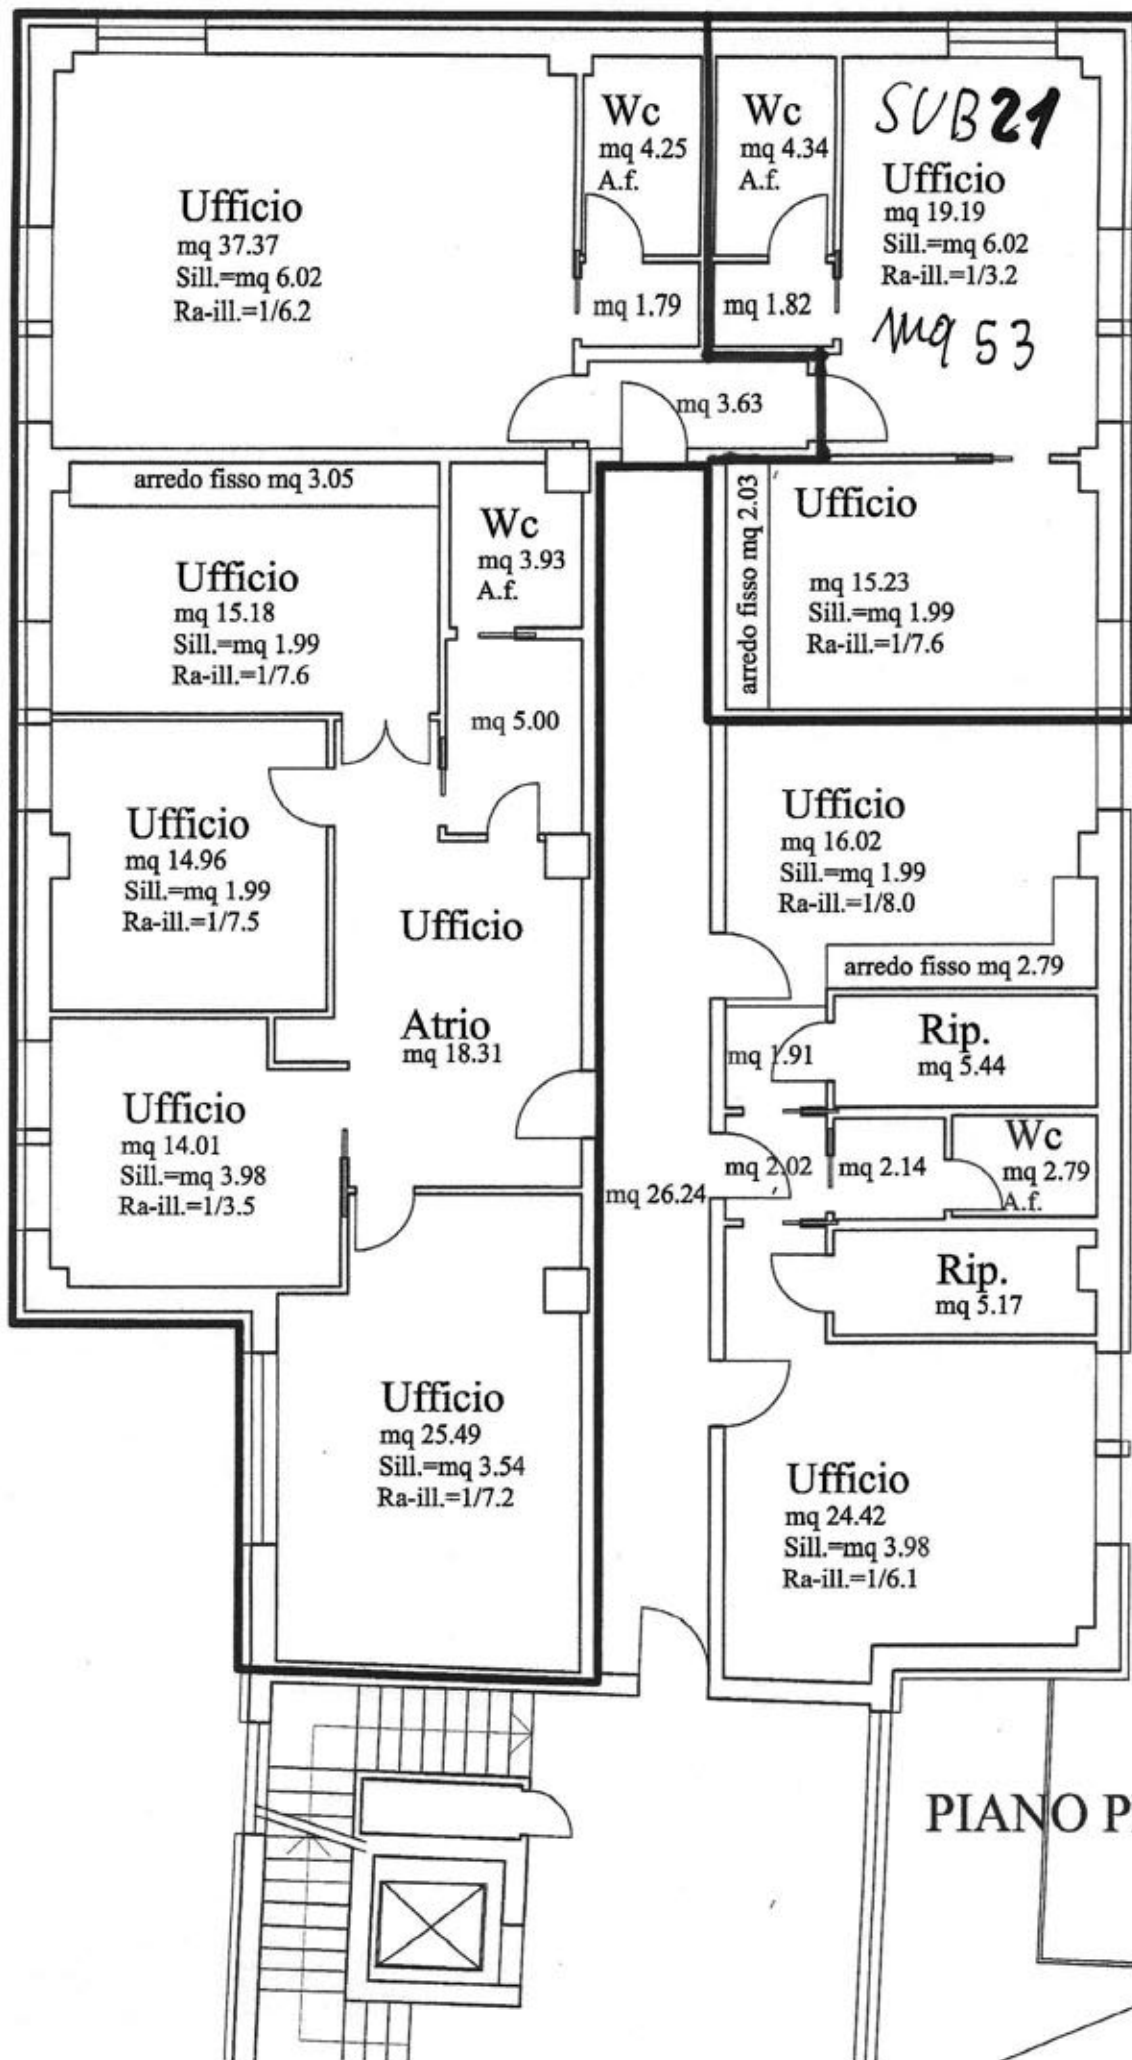 Wc
mq 4.25
A.f.
Wc
mq 4.34
A.f.
SUB 21
Ufficio
mq 19.19
Sill.=mq 6.02
Ra-ill.=1/3.2
mq 53
Ufficio
mq 37.37
Sill.=mq 6.02
Ra-ill.=1/6.2
mq 1.79
mq 1.82
mq 3.63
arredo fisso mq 3.05
Wc
mq 3.93
A.f.
arredo fisso mq 2.03
Ufficio
mq 15.23
Sill.=mq 1.99
Ra-ill.=1/7.6
Ufficio
mq 15.18
Sill.=mq 1.99
Ra-ill.=1/7.6
mq 5.00
Ufficio
mq 14.96
Sill.=mq 1.99
Ra-ill.=1/7.5
Ufficio
mq 16.02
Sill.=mq 1.99
Ra-ill.=1/8.0
arredo fisso mq 2.79
Ufficio
Atrio
mq 18.31
mq 1.91
Rip.
mq 5.44
Ufficio
mq 14.01
Sill.=mq 3.98
Ra-ill.=1/3.5
mq 26.24
mq 2.02
mq 2.14
Wc
mq 2.79
A.f.
Rip.
mq 5.17
Ufficio
mq 25.49
Sill.=mq 3.54
Ra-ill.=1/7.2
Ufficio
mq 24.42
Sill.=mq 3.98
Ra-ill.=1/6.1
PIANO P